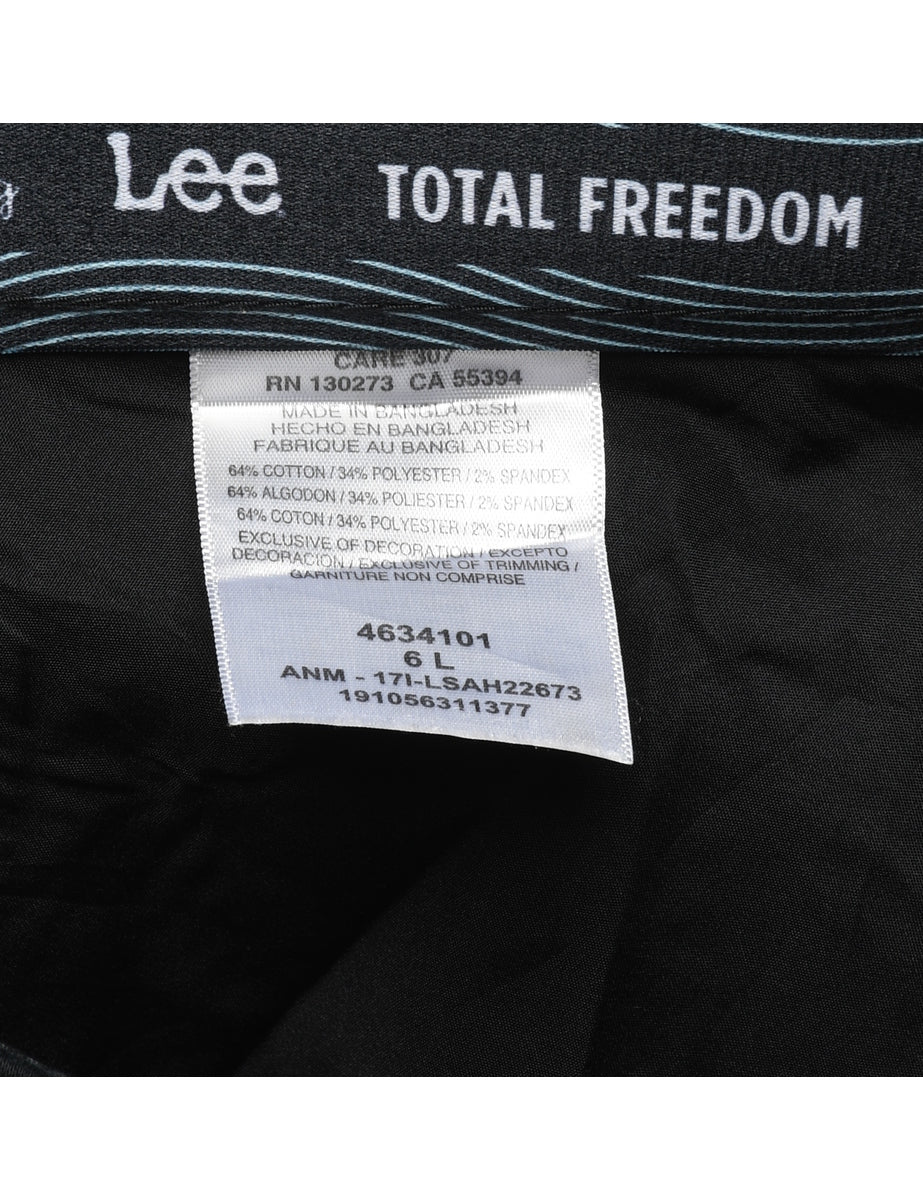 Lee TOTAL FREEDOM
CARE 307
RN 130273 CA 55394
MADE IN BANGLADESH
HECHO EN BANGLADESH
FABRIQUE AU BANGLADESH
64% COTTON / 34% POLYESTER / 2% SPANDEX
64% ALGODON / 34% POLIESTER / 2% SPANDEX
64% COTON / 34% POLYESTER / 2% SPANDEX
EXCLUSIVE OF DECORATION / EXCEPTO
DECORACION / EXCLUSIVE OF TRIMMING /
GARNITURE NON COMPRISE
4634101
6 L
ANM - 17I-LSAH22673
191056311377